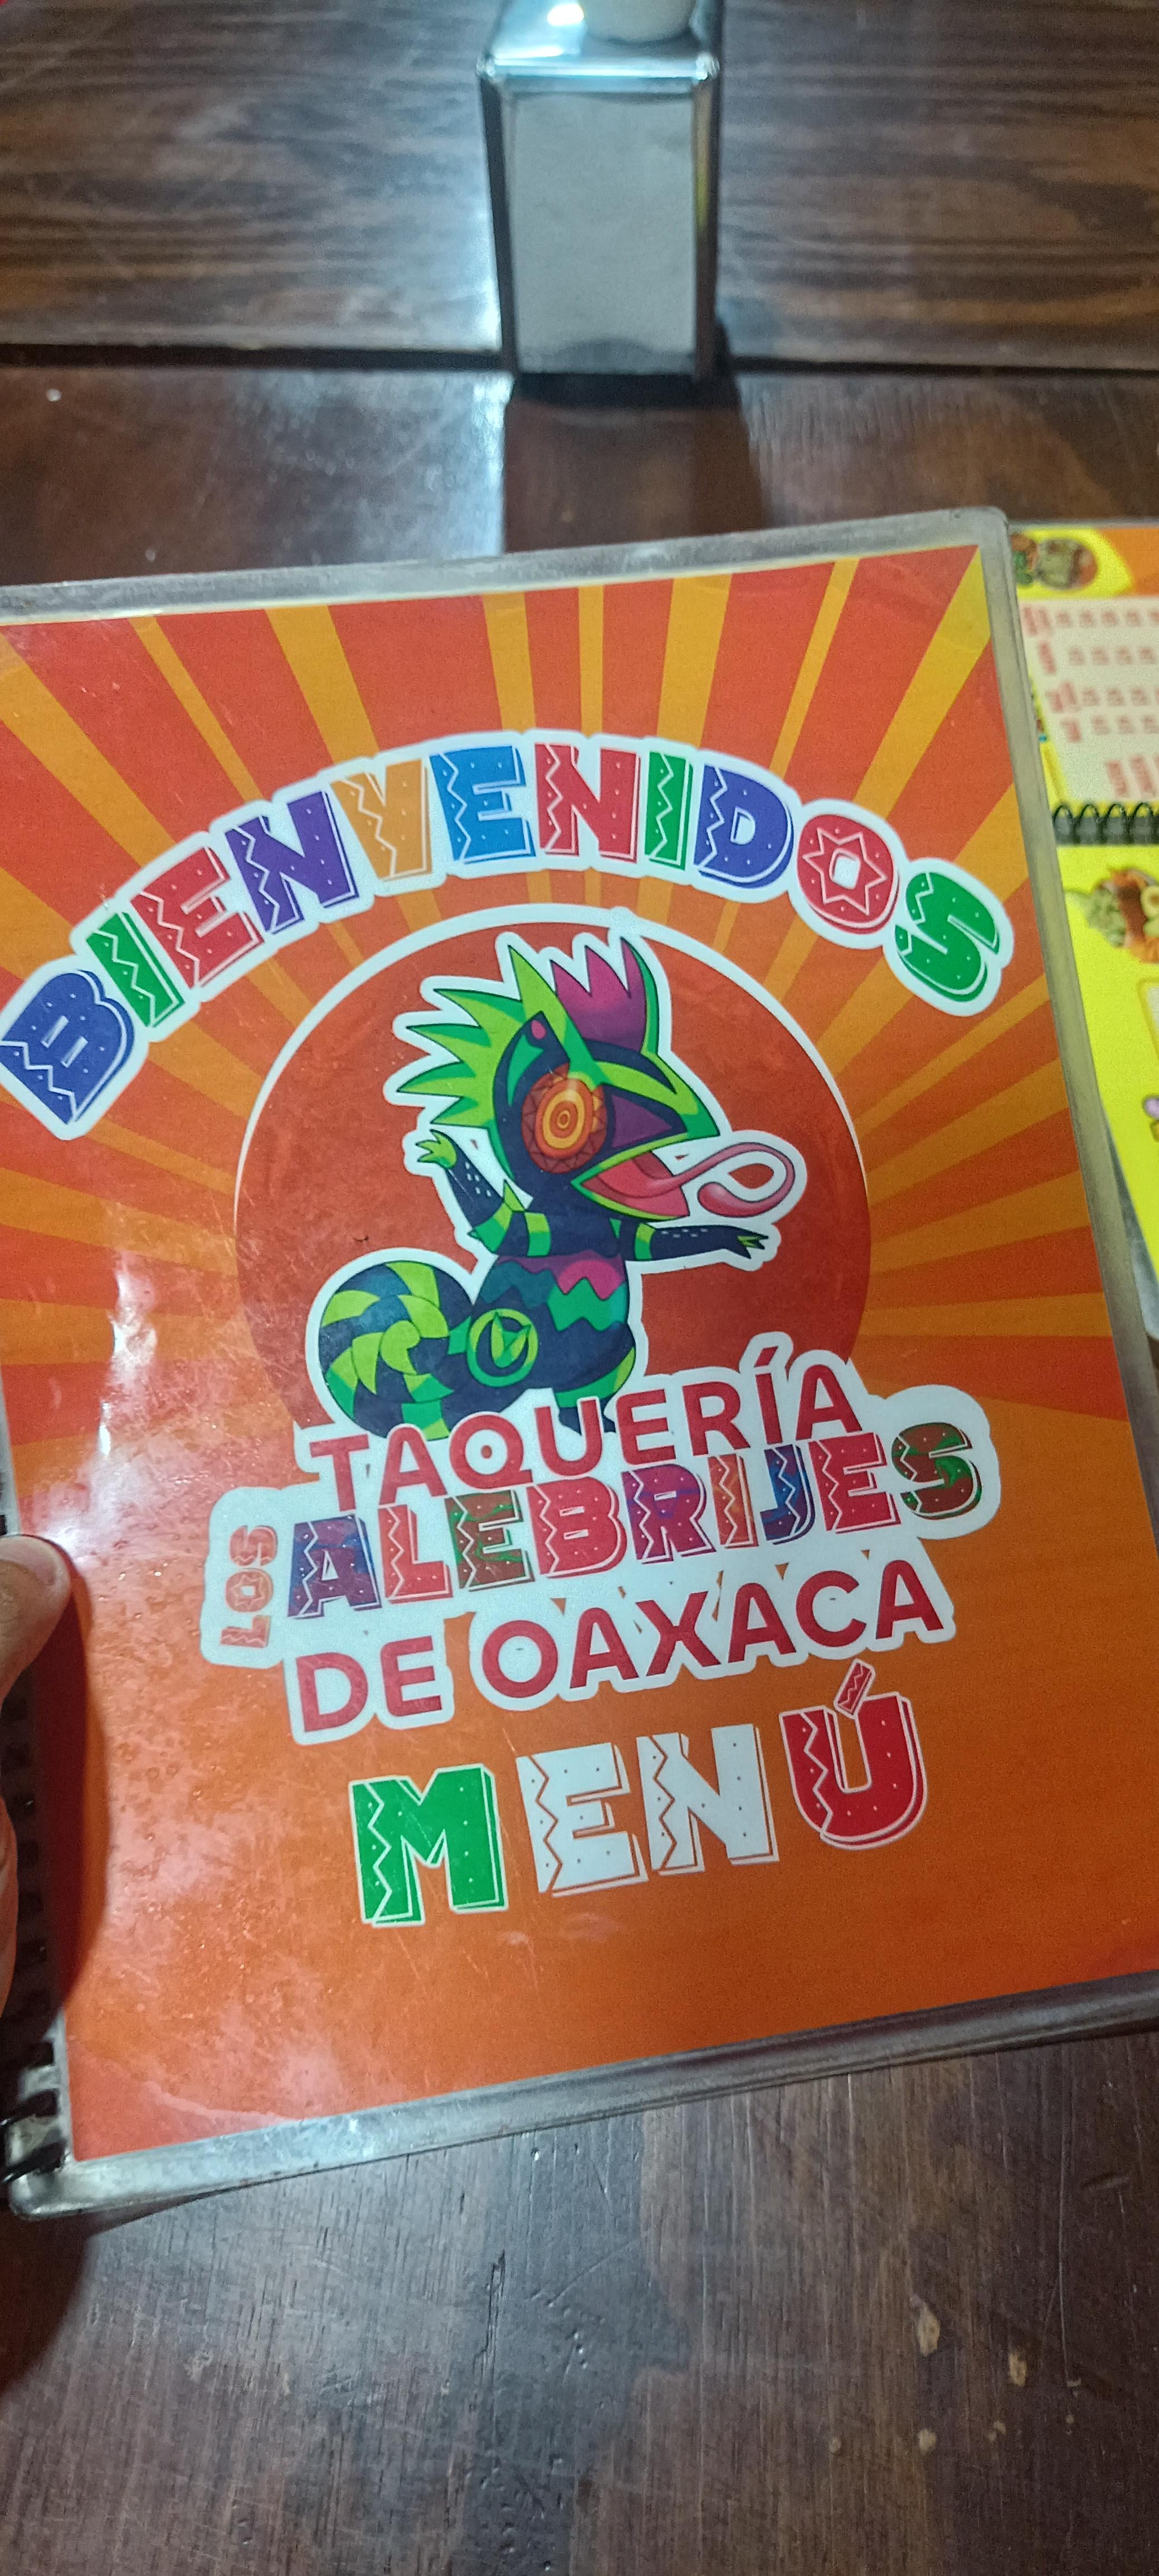 BIENVENIDOS
TAQUERÍA
LOS ALEBRIJES
DE OAXACA
MENÚ